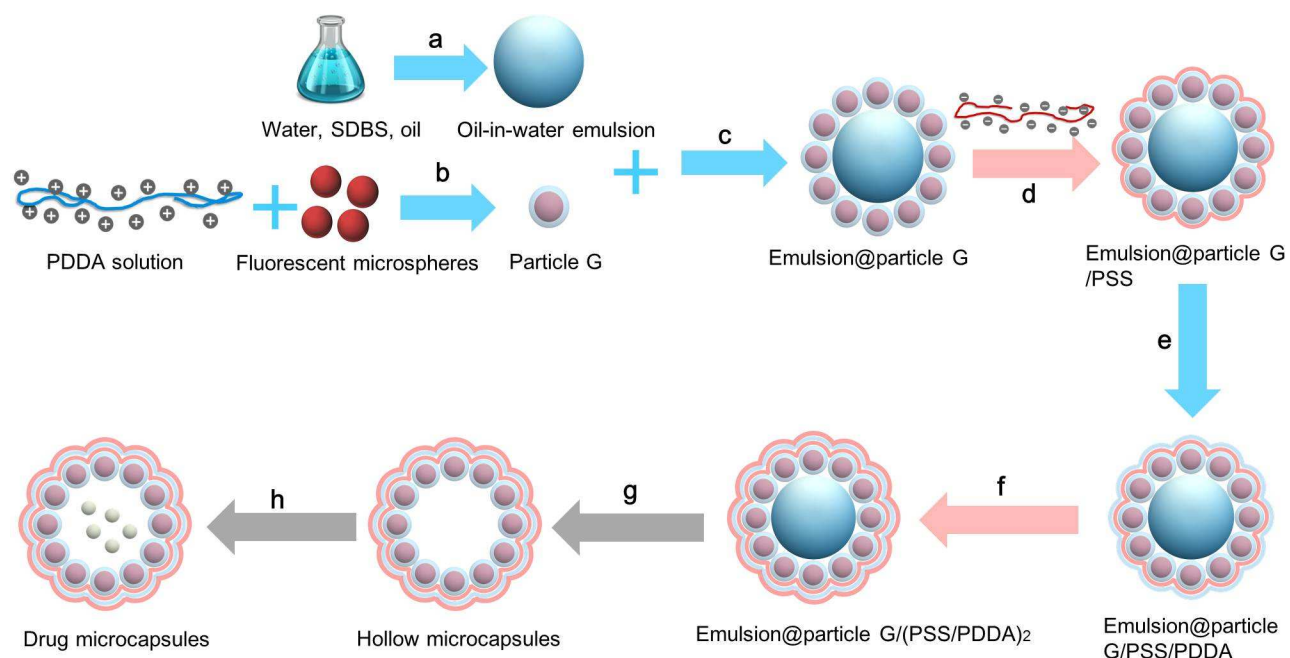 a
Water, SDBS, oil
Oil-in-water emulsion
b
PDDA solution
Fluorescent microspheres
Particle G
c
Emulsion@particle G
d
Emulsion@particle G
/PSS
e
Emulsion@particle
G/PSS/PDDA
f
Emulsion@particle G/(PSS/PDDA)2
g
Hollow microcapsules
h
Drug microcapsules